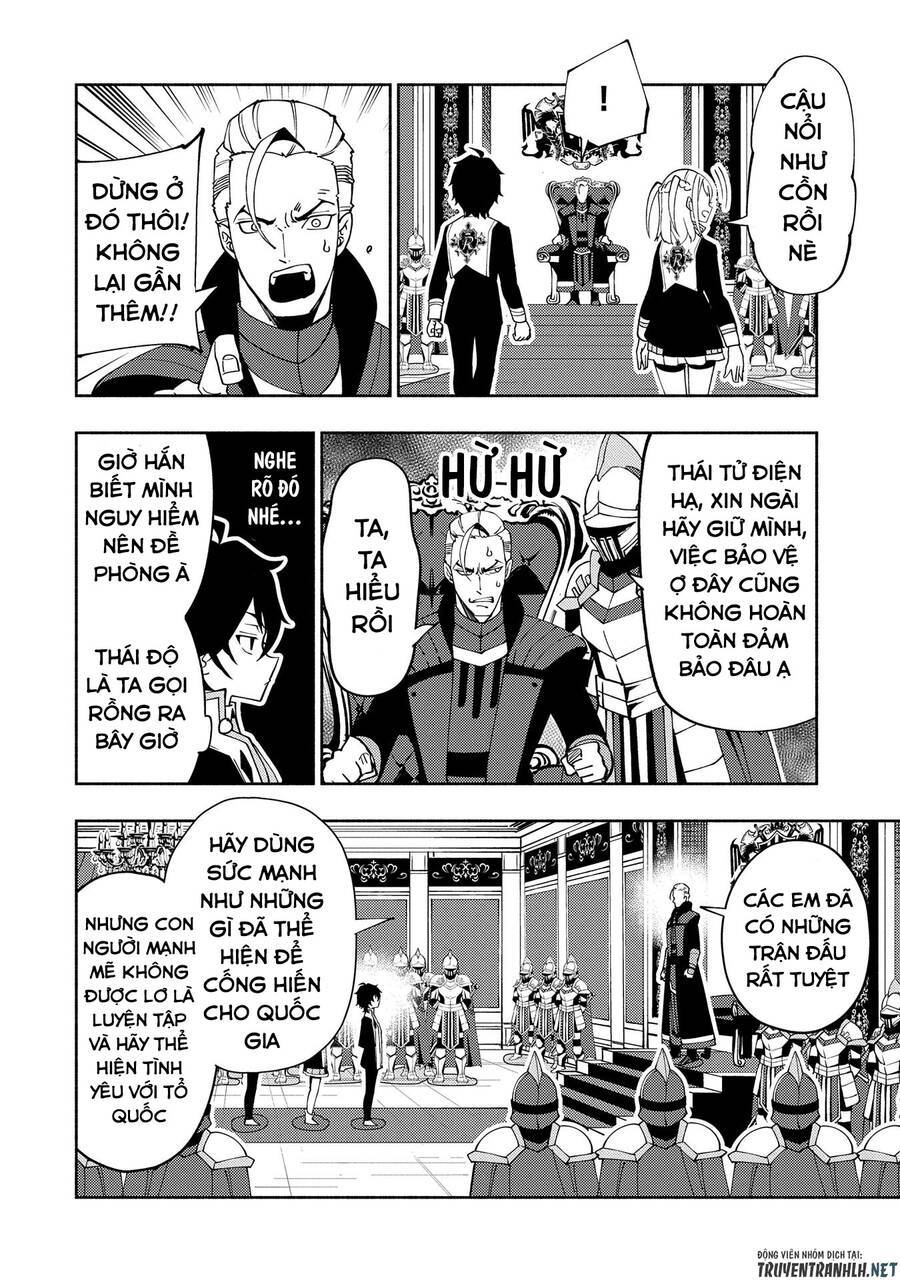 CẬU
NỔI
NHƯ
CỒN
RỒI
NÈ
!
R
R
DỪNG Ở
ĐÓ THÔI!
KHÔNG
LẠI GẦN
THÊM!!
THÁI TỬ ĐIỆN
HẠ, XIN NGÀI
HÃY GIỮ MÌNH,
VIỆC BẢO VỆ
Ợ ĐÂY CŨNG
KHÔNG HOÀN
TOÀN ĐẢM
BẢO ĐÂU Ạ
HỪ-HỪ
TA,
TA
HIỂU
RỒI
NGHE
RÕ ĐÓ
NHÉ...
GIỜ HẮN
BIẾT MÌNH
NGUY HIỂM
NÊN ĐỀ
PHÒNG À
THÁI ĐỘ
LÀ TA GỌI
RỒNG RA
BÂY GIỜ
CÁC EM ĐÃ
CÓ NHỮNG
TRẬN ĐẤU
RẤT TUYỆT
HÃY DÙNG
SỨC MẠNH
NHƯ NHỮNG
GÌ ĐÃ THỂ
HIỆN ĐỂ
CỐNG HIẾN
CHO QUỐC
GIA
NHƯNG CON
NGƯỜI MẠNH
MẼ KHÔNG
ĐƯỢC LƠ LÀ
LUYỆN TẬP
VÀ HÃY THỂ
HIỆN TÌNH
YÊU VỚI TỔ
QUỐC
ĐỘNG VIÊN NHÓM DỊCH TẠI:
TRUYENTRANHLH.NET